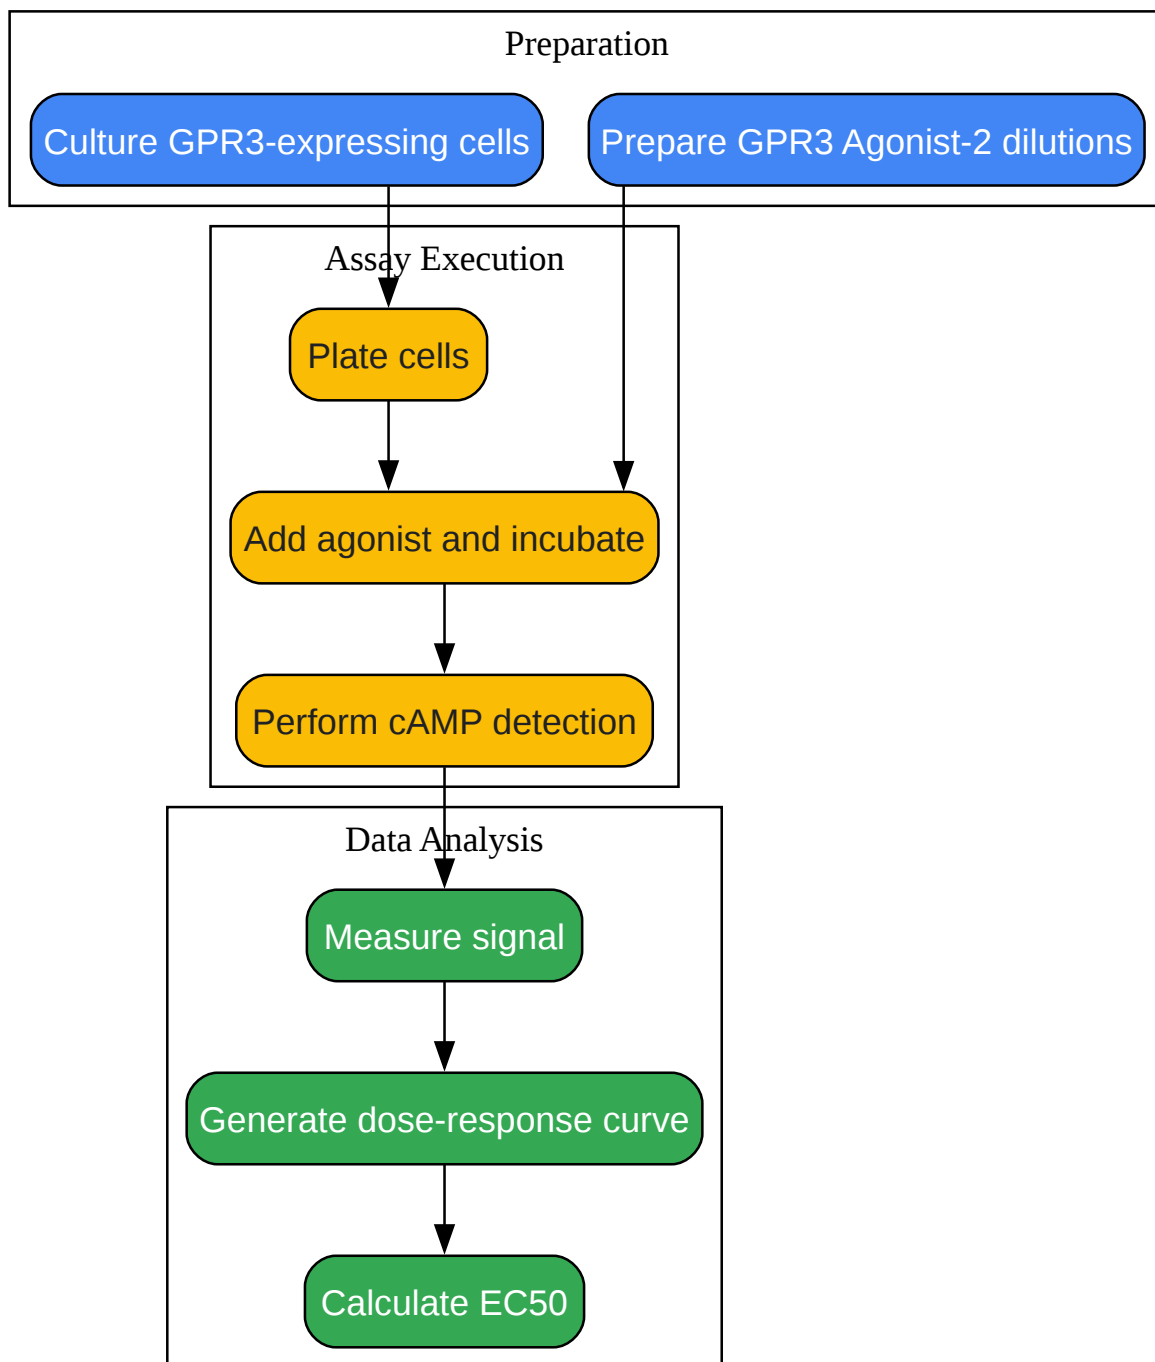 Preparation
Culture GPR3-expressing cells
Prepare GPR3 Agonist-2 dilutions
Assay Execution
Plate cells
Add agonist and incubate
Perform cAMP detection
Data Analysis
Measure signal
Generate dose-response curve
Calculate EC50